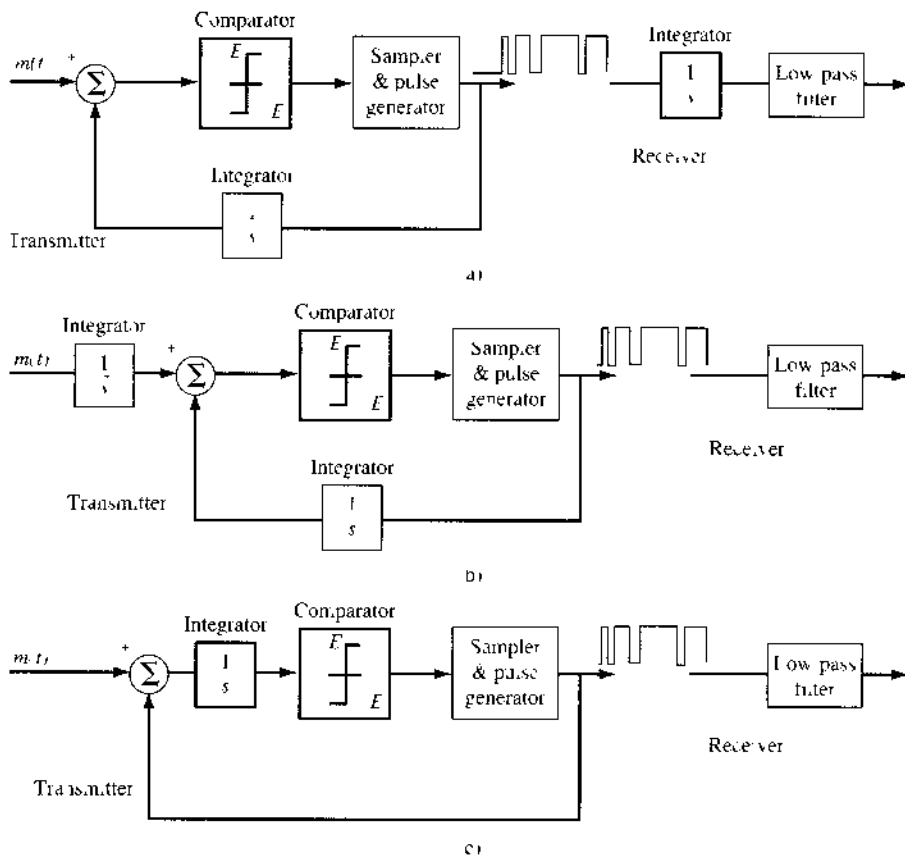 Comparator
E
Sampler
& pulse
generator
E
Integrator
1
s
Low pass
filter
m(t
+
Σ
Integrator
s
Receiver
Transmitter
a)
Integrator
1
s
m(t)
+
Σ
Comparator
E
E
Sampler
& pulse
generator
Low pass
filter
Integrator
1
s
Receiver
Transmitter
b)
m(t)
+
Σ
Integrator
1
s
Comparator
E
E
Sampler
& pulse
generator
Low pass
filter
Receiver
Transmitter
c)